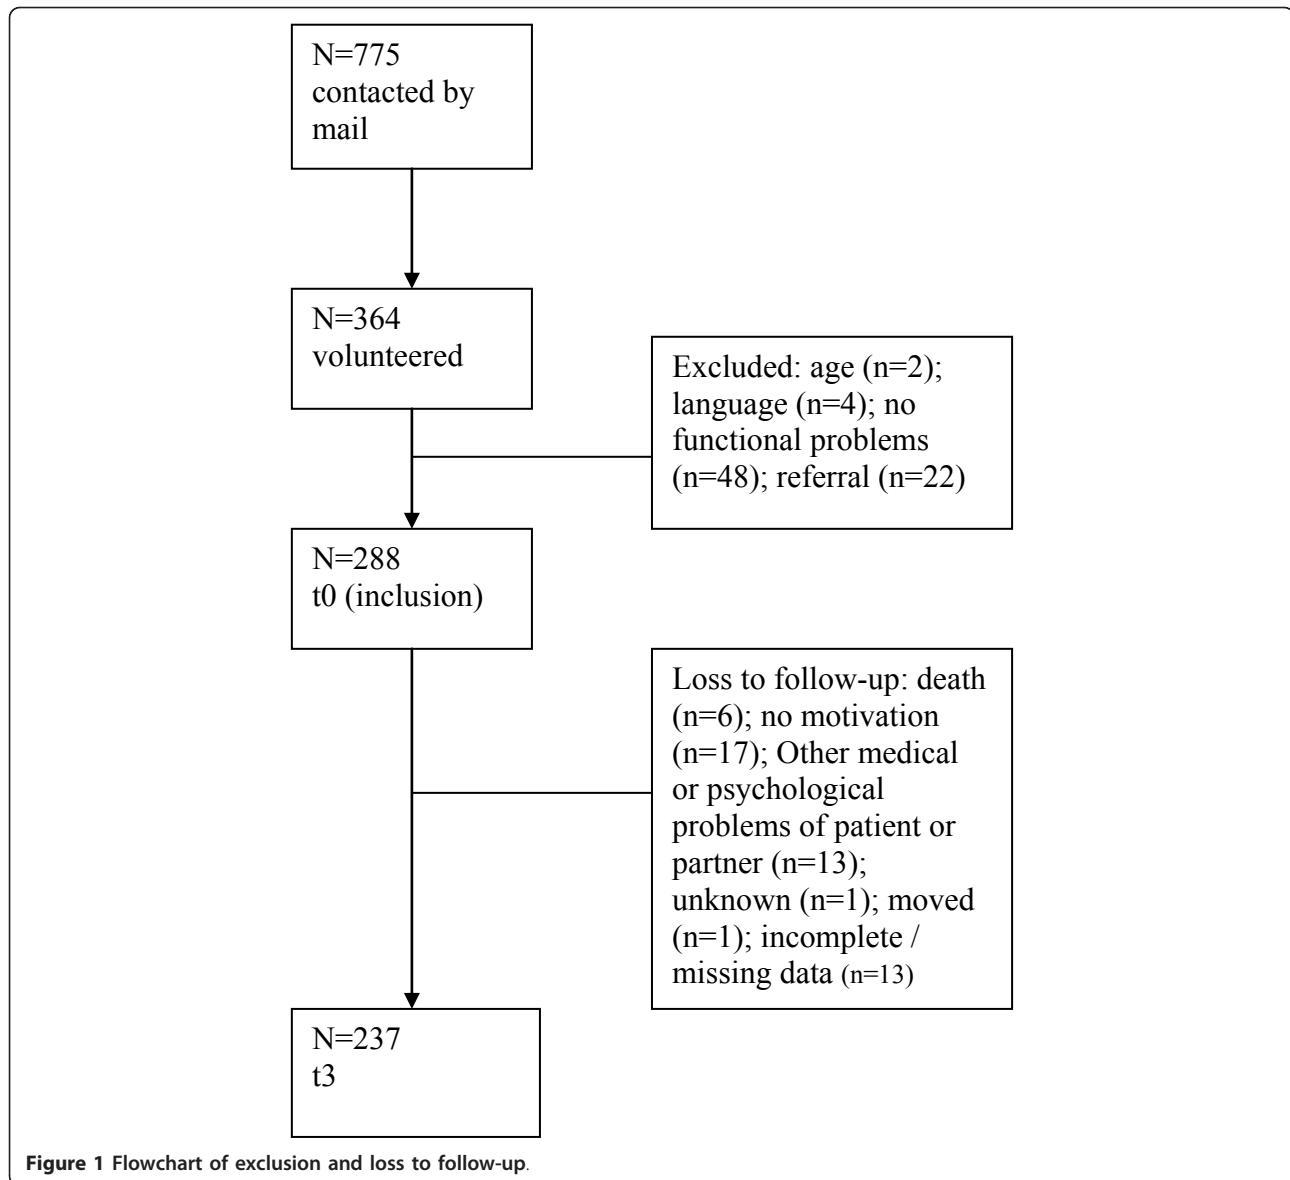 N=775
contacted by
mail
N=364
volunteered
Excluded: age (n=2);
language (n=4); no
functional problems
(n=48); referral (n=22)
N=288
t0 (inclusion)
Loss to follow-up: death
(n=6); no motivation
(n=17); Other medical
or psychological
problems of patient or
partner (n=13);
unknown (n=1); moved
(n=1); incomplete /
missing data (n=13)
N=237
t3
Figure 1 Flowchart of exclusion and loss to follow-up.